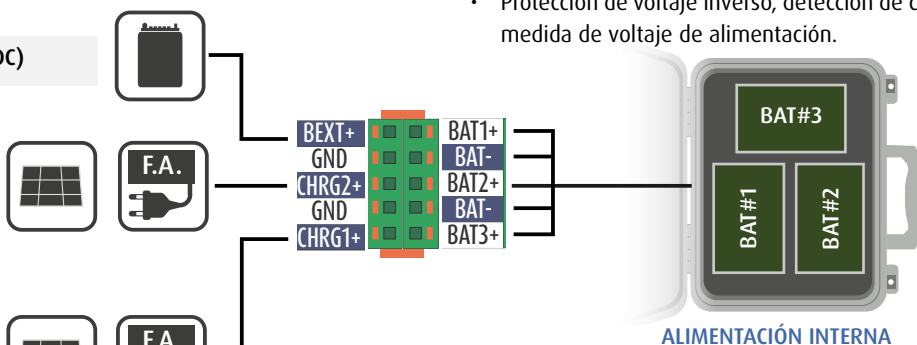 Protección de voltaje inverso, detección de
medida de voltaje de alimentación.
DC)
F.A.
BEXT+
GND
CHRG2+
GND
CHRG1+
BAT1+
BAT-
BAT2+
BAT-
BAT3+
BAT#3
BAT#1
BAT#2
F.A.
ALIMENTACIÓN INTERNA